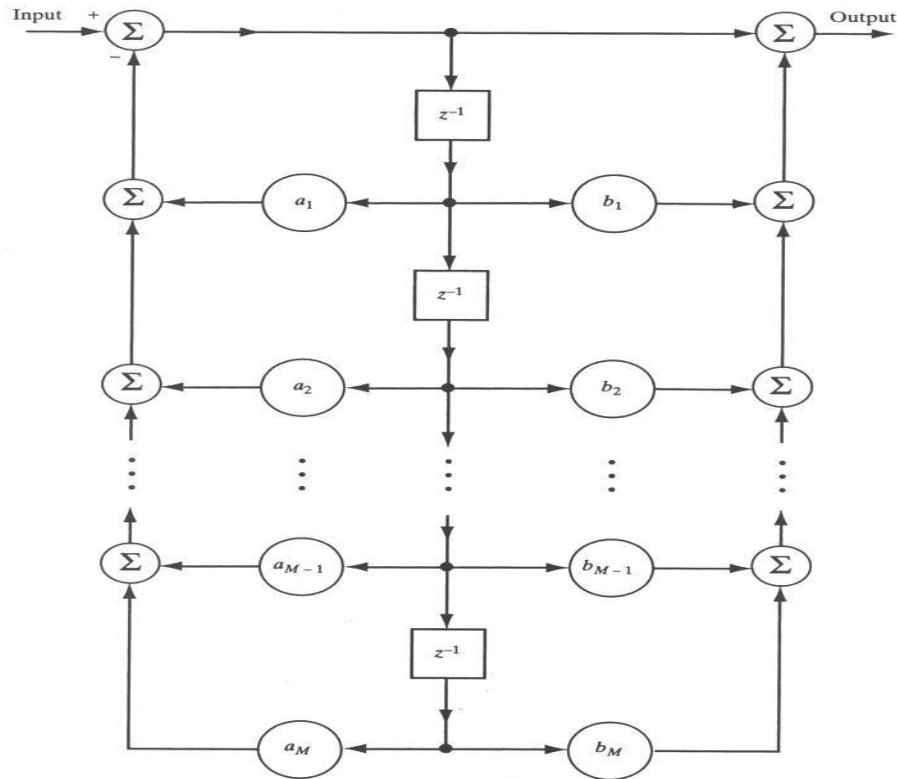 Input + Σ Σ Output
−
z⁻¹
Σ a₁ b₁ Σ
z⁻¹
Σ a₂ b₂ Σ
Σ a_{M−1} b_{M−1} Σ
z⁻¹
a_M b_M